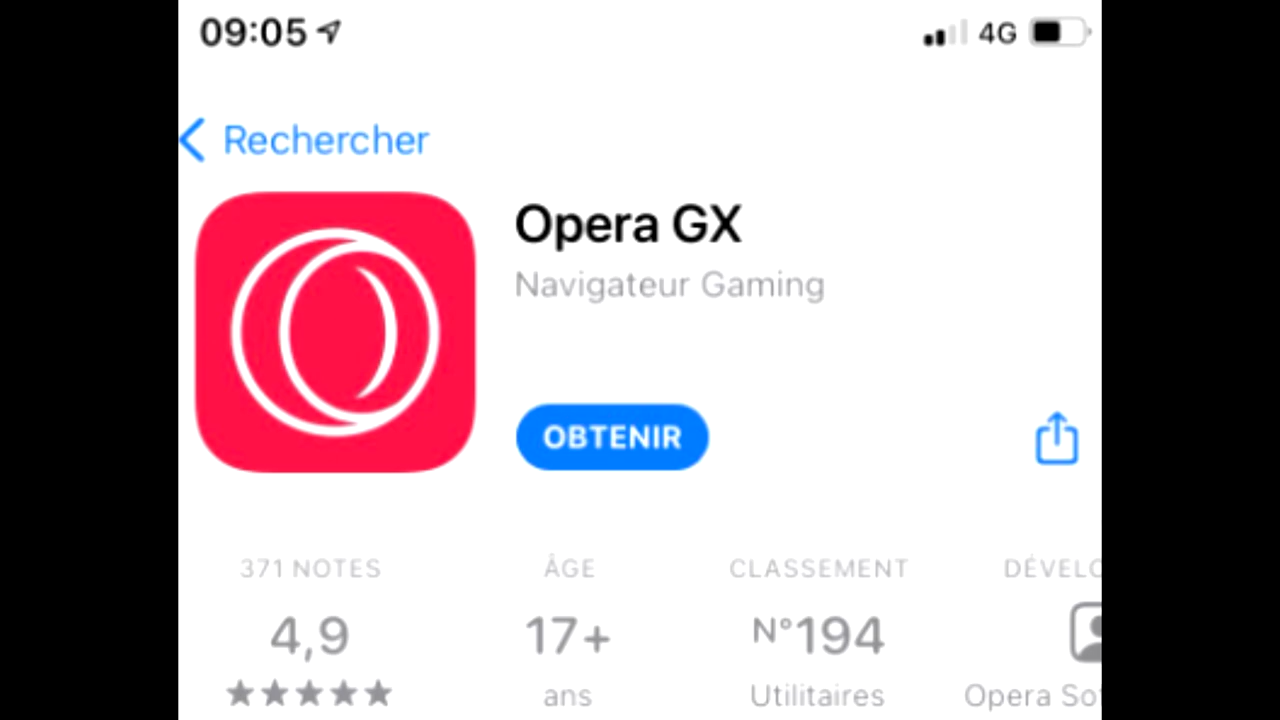 09:05
4G
Rechercher
Opera GX
Navigateur Gaming
OBTENIR
371 NOTES ÂGE CLASSEMENT
4,9 17+ N°194
ans Utilitaires Opera